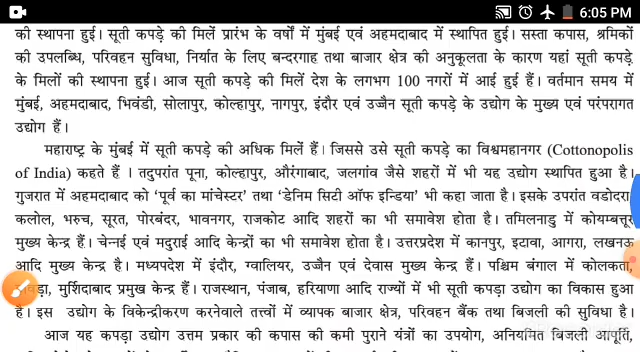 6:05 PM
की स्थापना हुई। सूती कपड़े की मिलें प्रारंभ के वर्षों में मुंबई एवं अहमदाबाद में स्थापित हुई। सस्ता कपास, श्रमिकों
की उपलब्धि, परिवहन सुविधा, निर्यात के लिए बन्दरगाह तथा बाजार क्षेत्र की अनुकूलता के कारण यहां सूती कपड़े
के मिलों की स्थापना हुई। आज सूती कपड़े की मिलें देश के लगभग 100 नगरों में आई हुई हैं। वर्तमान समय में
मुंबई, अहमदाबाद, भिवंडी, सोलापुर, कोल्हापुर, नागपुर, इंदौर एवं उज्जैन सूती कपड़े के उद्योग के मुख्य एवं परंपरागत
उद्योग हैं।
महाराष्ट्र के मुंबई में सूती कपड़े की अधिक मिलें हैं। जिससे उसे सूती कपड़े का विश्वमहानगर (Cottonopolis
of India) कहते हैं । तदुपरांत पूना, कोल्हापुर, औरंगाबाद, जलगांव जैसे शहरों में भी यह उद्योग स्थापित हुआ है।
गुजरात में अहमदाबाद को 'पूर्व का मांचेस्टर' तथा 'डेनिम सिटी ऑफ इन्डिया' भी कहा जाता है। इसके उपरांत वडोदरा
कलोल, भरुच, सूरत, पोरबंदर, भावनगर, राजकोट आदि शहरों का भी समावेश होता है। तमिलनाडु में कोयम्बत्तूर
मुख्य केन्द्र हैं। चेन्नई एवं मदुराई आदि केन्द्रों का भी समावेश होता है। उत्तरप्रदेश में कानपुर, इटावा, आगरा, लखनऊ
आदि मुख्य केन्द्र है। मध्यपदेश में इंदौर, ग्वालियर, उज्जैन एवं देवास मुख्य केन्द्र हैं। पश्चिम बंगाल में कोलकता,
मुर्शिदाबाद प्रमुख केन्द्र हैं। राजस्थान, पंजाब, हरियाणा आदि राज्यों में भी सूती कपड़ा उद्योग का विकास हुआ
है। इस उद्योग के विकेन्द्रीकरण करनेवाले तत्त्वों में व्यापक बाजार क्षेत्र, परिवहन बैंक तथा बिजली की सुविधा है।
आज यह कपड़ा उद्योग उत्तम प्रकार की कपास की कमी पुराने यंत्रों का उपयोग, अनियमित बिजली आपूर्ति,